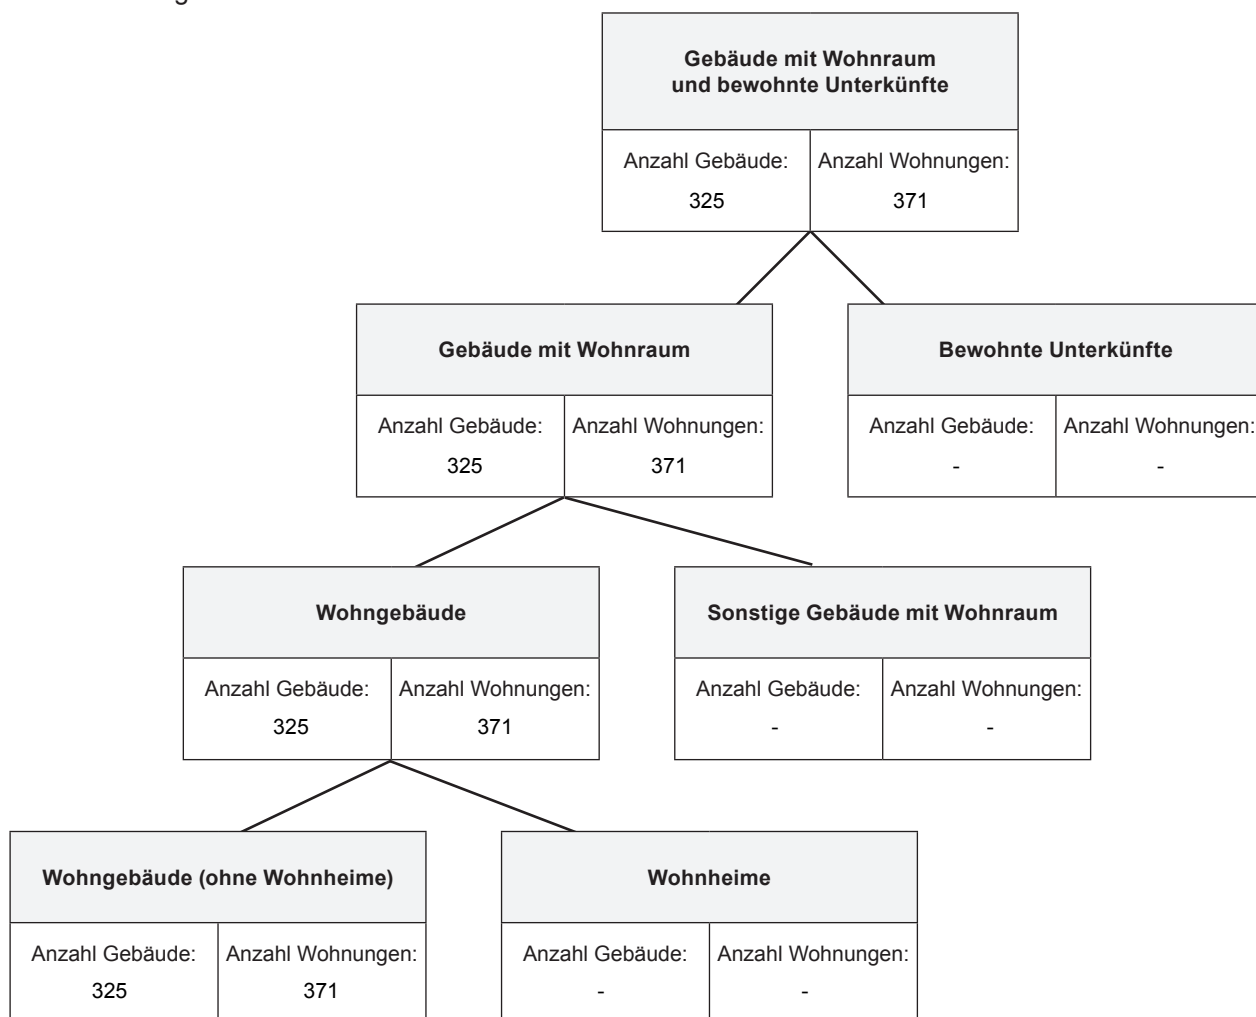 Gebäude mit Wohnraum
und bewohnte Unterkünfte
Anzahl Gebäude: Anzahl Wohnungen:
325 371
Gebäude mit Wohnraum
Anzahl Gebäude: Anzahl Wohnungen:
325 371
Bewohnte Unterkünfte
Anzahl Gebäude: Anzahl Wohnungen:
- -
Wohngebäude
Anzahl Gebäude: Anzahl Wohnungen:
325 371
Sonstige Gebäude mit Wohnraum
Anzahl Gebäude: Anzahl Wohnungen:
- -
Wohngebäude (ohne Wohnheime)
Anzahl Gebäude: Anzahl Wohnungen:
325 371
Wohnheime
Anzahl Gebäude: Anzahl Wohnungen:
- -